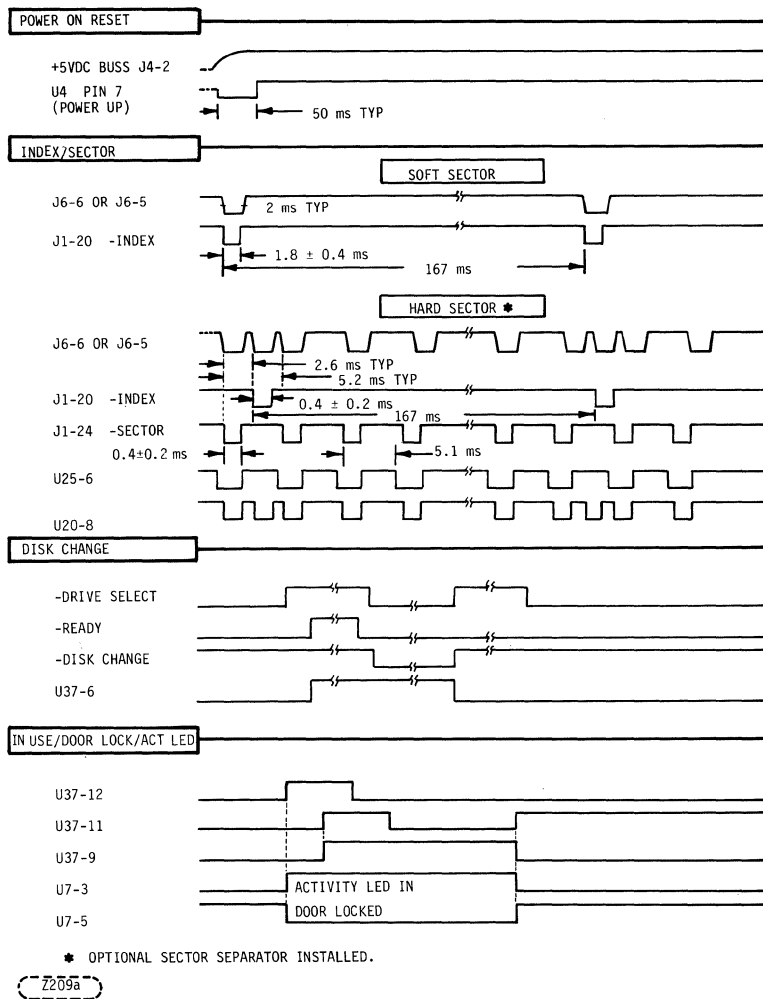 POWER ON RESET
+5VDC BUSS J4-2
U4 PIN 7
(POWER UP)
50 ms TYP
INDEX/SECTOR
SOFT SECTOR
J6-6 OR J6-5
2 ms TYP
J1-20 -INDEX
1.8 ± 0.4 ms
167 ms
HARD SECTOR *
J6-6 OR J6-5
2.6 ms TYP
5.2 ms TYP
J1-20 -INDEX
0.4 ± 0.2 ms
167 ms
J1-24 -SECTOR
0.4±0.2 ms
5.1 ms
U25-6
U20-8
DISK CHANGE
-DRIVE SELECT
-READY
-DISK CHANGE
U37-6
IN USE/DOOR LOCK/ACT LED
U37-12
U37-11
U37-9
U7-3
ACTIVITY LED IN
DOOR LOCKED
U7-5
* OPTIONAL SECTOR SEPARATOR INSTALLED.
Z209a